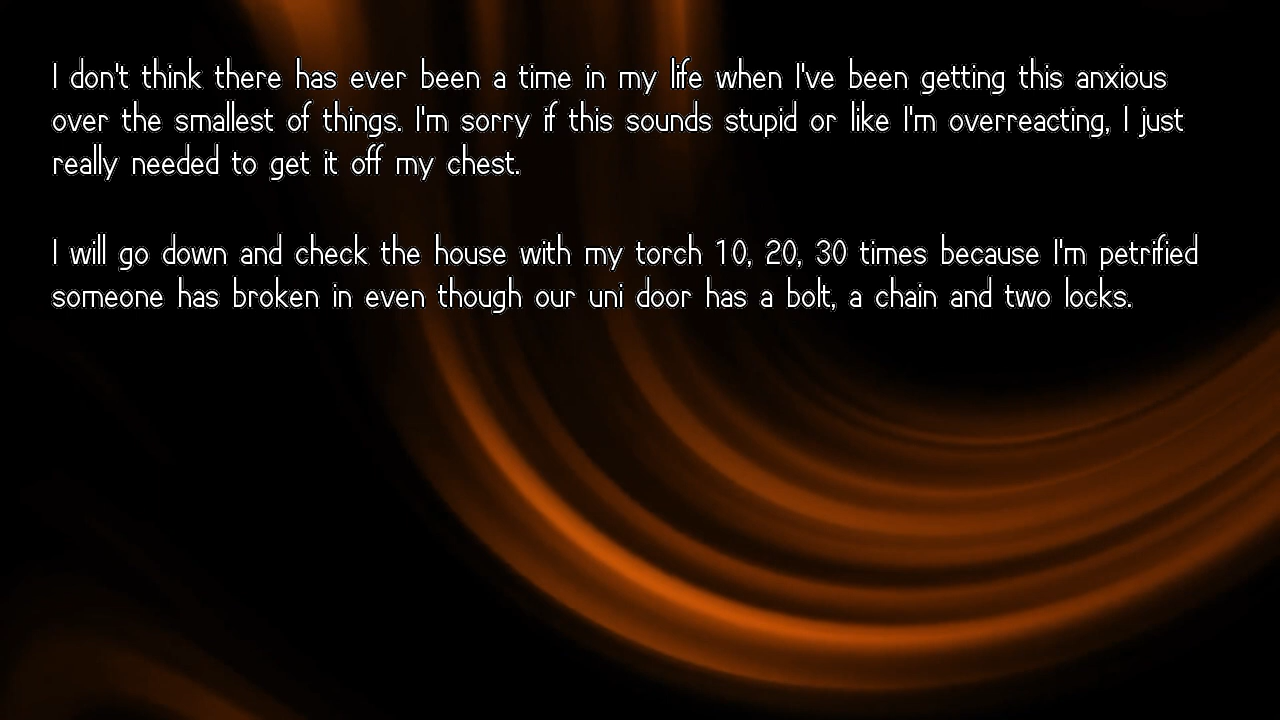 I don't think there has ever been a time in my life when I've been getting this anxious
over the smallest of things. I'm sorry if this sounds stupid or like I'm overreacting, I just
really needed to get it off my chest.
I will go down and check the house with my torch 10, 20, 30 times because I'm petrified
someone has broken in even though our uni door has a bolt, a chain and two locks.